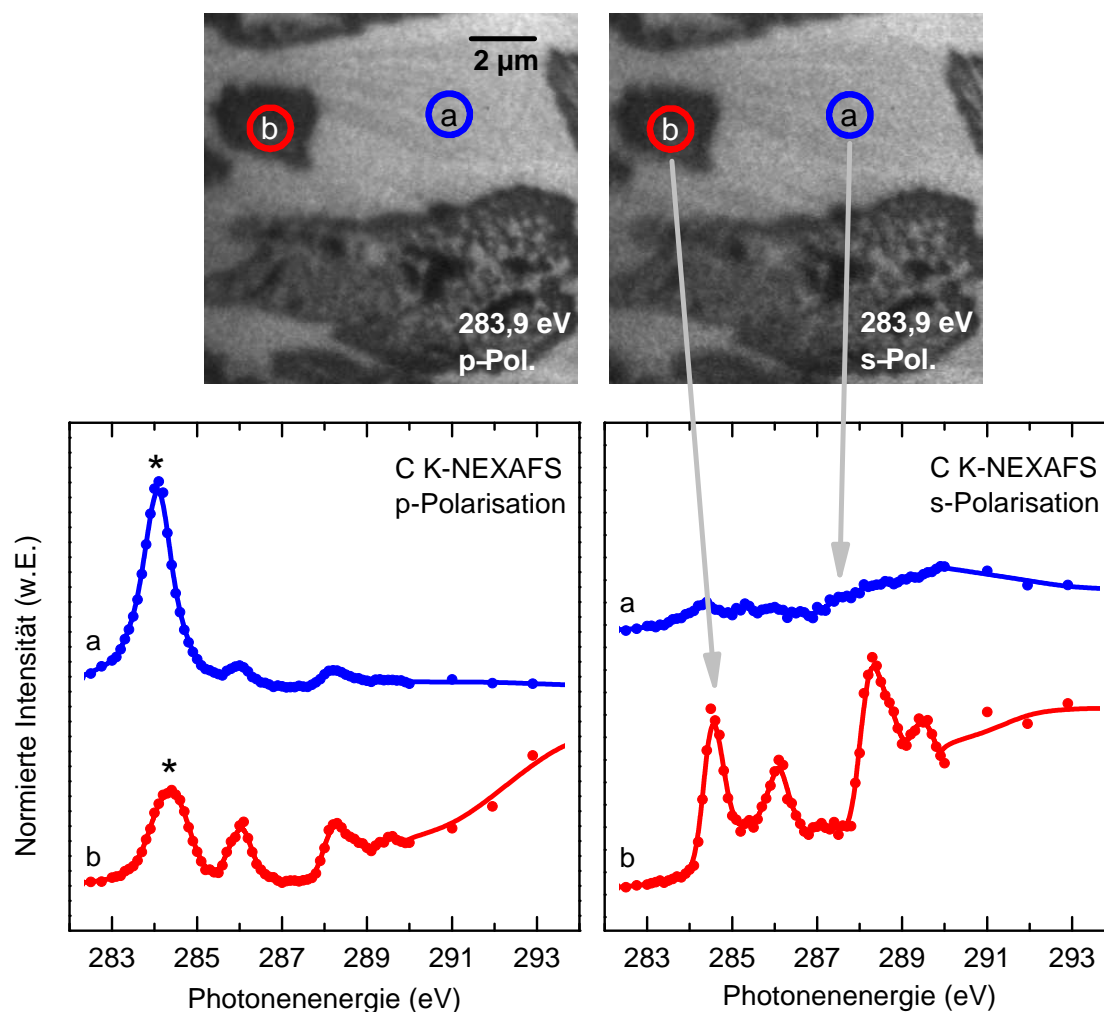 2 µm
b
a
283,9 eV
p-Pol.
b
a
283,9 eV
s-Pol.
Normierte Intensität (w.E.)
C K-NEXAFS
p-Polarisation
*
a
*
b
283 285 287 289 291 293
Photonenenergie (eV)
C K-NEXAFS
s-Polarisation
a
b
283 285 287 289 291 293
Photonenenergie (eV)